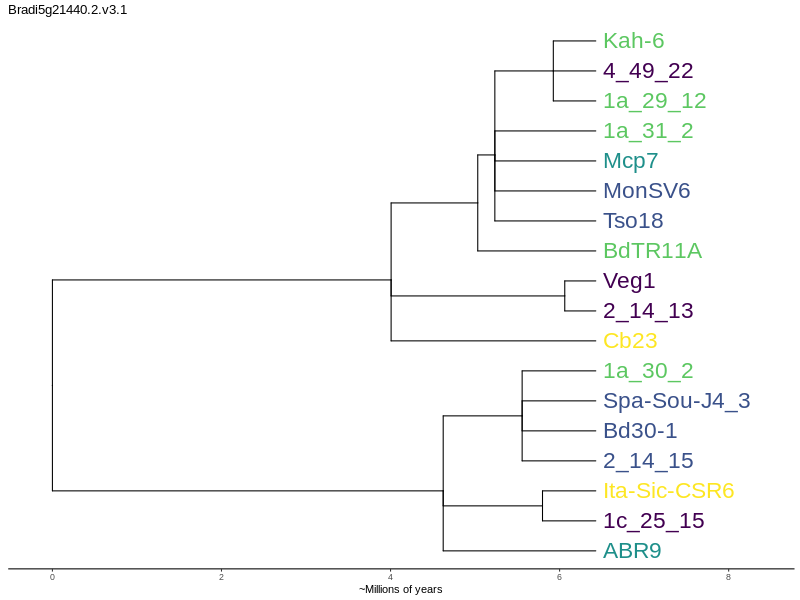 Bradi5g21440.2.v3.1
Kah-6
4_49_22
1a_29_12
1a_31_2
Mcp7
MonSV6
Tso18
BdTR11A
Veg1
2_14_13
Cb23
1a_30_2
Spa-Sou-J4_3
Bd30-1
2_14_15
Ita-Sic-CSR6
1c_25_15
ABR9
0 2 4 6 8
~Millions of years